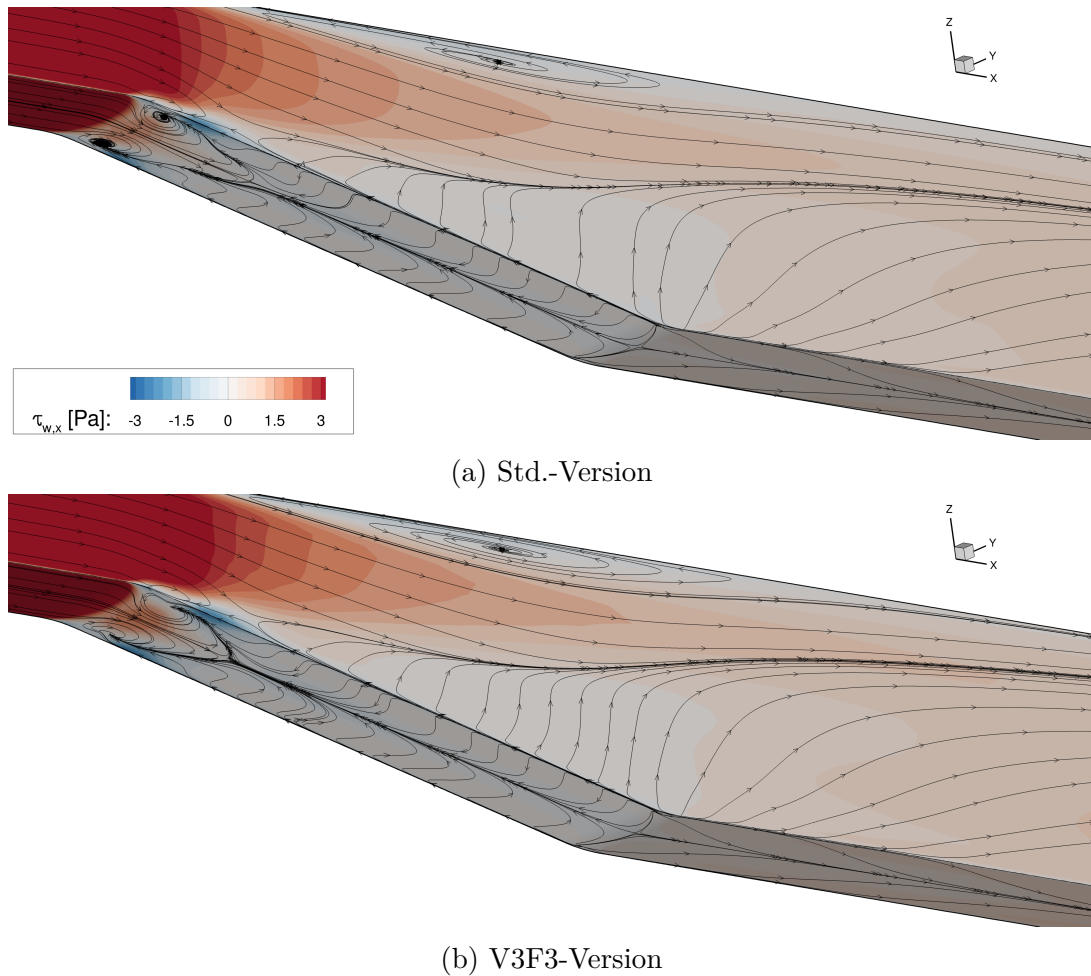 Z
Y
X
τw,x [Pa]: -3 -1.5 0 1.5 3
(a) Std.-Version
Z
Y
X
(b) V3F3-Version